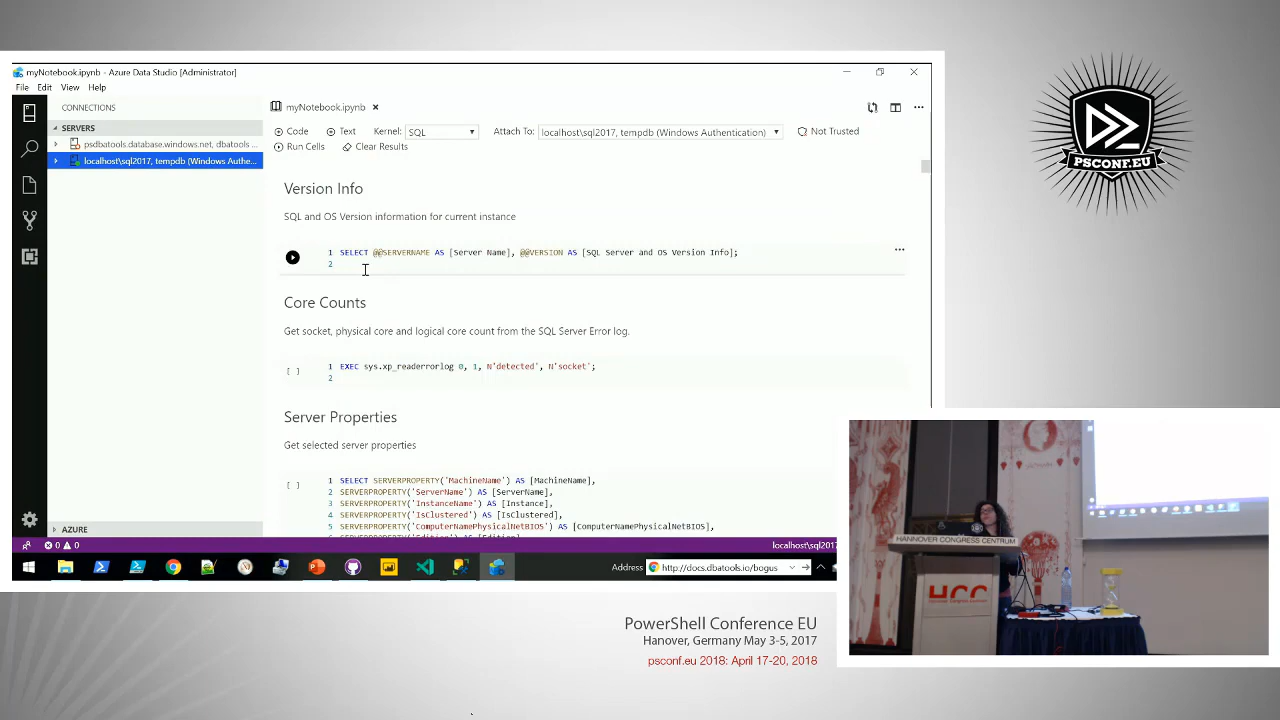 myNotebook.ipynb - Azure Data Studio [Administrator]
File Edit View Help
CONNECTIONS
SERVERS
psdbatools.database.windows.net, dbatools ...
localhost\sql2017, tempdb (Windows Authe...
AZURE
myNotebook.ipynb
Code Text Kernel: SQL Attach To: localhost\sql2017, tempdb (Windows Authentication) Not Trusted
Run Cells Clear Results
Version Info
SQL and OS Version information for current instance
1 SELECT @@SERVERNAME AS [Server Name], @@VERSION AS [SQL Server and OS Version Info];
2
Core Counts
Get socket, physical core and logical core count from the SQL Server Error log.
[ ] 1 EXEC sys.xp_readerrorlog 0, 1, N'detected', N'socket';
2
Server Properties
Get selected server properties
[ ] 1 SELECT SERVERPROPERTY('MachineName') AS [MachineName],
2 SERVERPROPERTY('ServerName') AS [ServerName],
3 SERVERPROPERTY('InstanceName') AS [Instance],
4 SERVERPROPERTY('IsClustered') AS [IsClustered],
5 SERVERPROPERTY('ComputerNamePhysicalNetBIOS') AS [ComputerNamePhysicalNetBIOS],
0 0
localhost\sql2017
Address http://docs.dbatools.io/bogus
PSCONF.EU
HANNOVER CONGRESS CENTRUM
HCC
PowerShell Conference EU
Hanover, Germany May 3-5, 2017
psconf.eu 2018: April 17-20, 2018